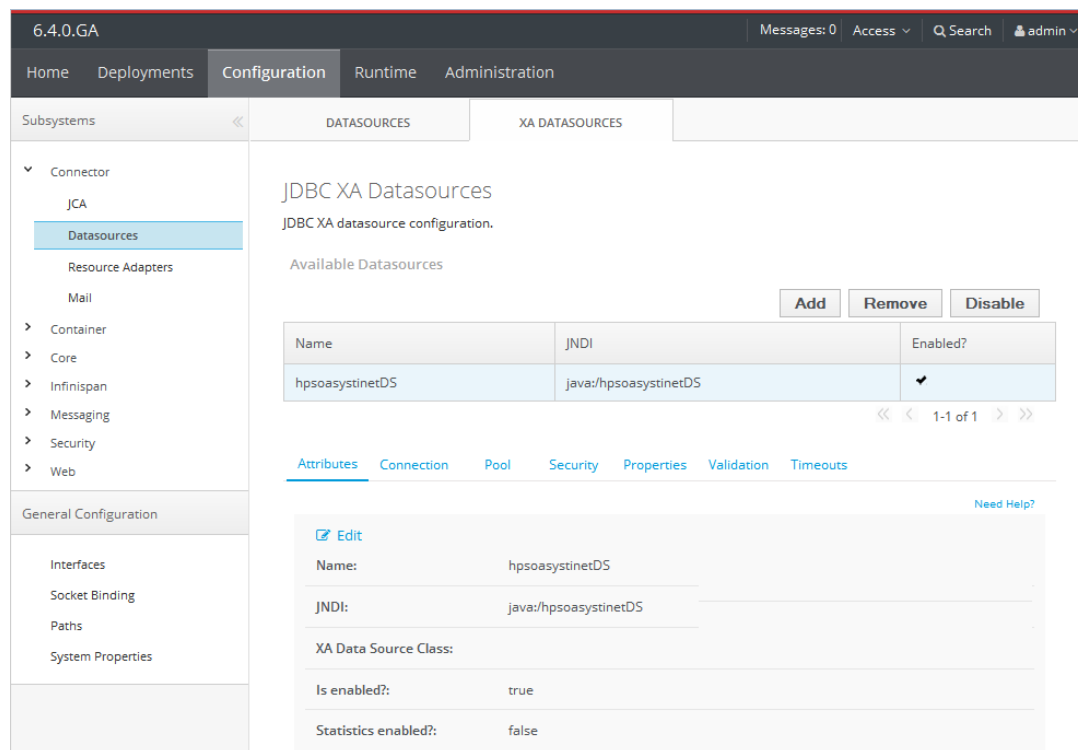 6.4.0.GA Messages: 0 Access Search admin
Home Deployments Configuration Runtime Administration
Subsystems DATASOURCES XA DATASOURCES
Connector
JCA
Datasources
Resource Adapters
Mail
Container
Core
Infinispan
Messaging
Security
Web
General Configuration
Interfaces
Socket Binding
Paths
System Properties
JDBC XA Datasources
JDBC XA datasource configuration.
Available Datasources
Add Remove Disable
Name JNDI Enabled?
hpsoasystinetDS java:/hpsoasystinetDS
1-1 of 1
Attributes Connection Pool Security Properties Validation Timeouts
Need Help?
Edit
Name: hpsoasystinetDS
JNDI: java:/hpsoasystinetDS
XA Data Source Class:
Is enabled?: true
Statistics enabled?: false